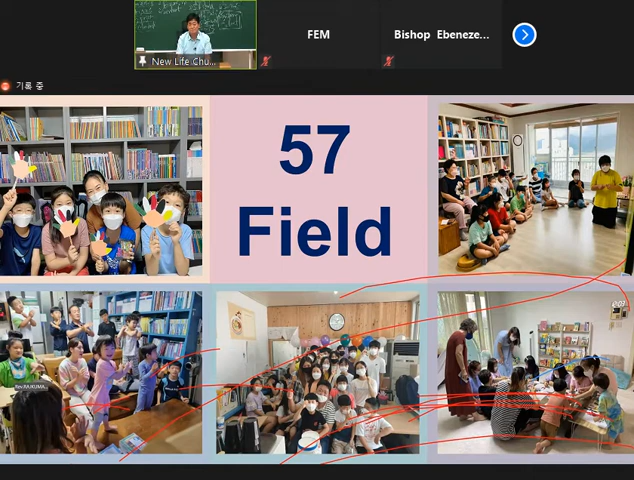 New Life Chu...
FEM
Bishop Ebeneze...
기록 중
57
Field